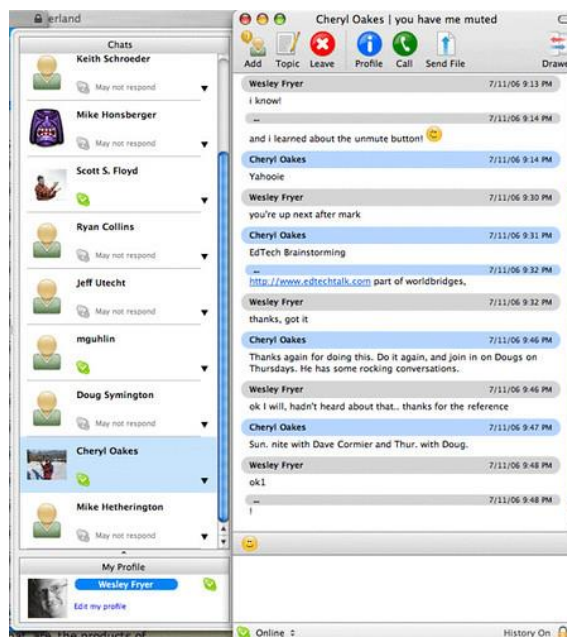 erland
Chats
Keith Schroeder
May not respond
Mike Honsberger
May not respond
Scott S. Floyd
Ryan Collins
May not respond
Jeff Utecht
May not respond
mguhlin
Doug Symington
May not respond
Cheryl Oakes
Mike Hetherington
May not respond
My Profile
Wesley Fryer
Edit my profile
Cheryl Oakes | you have me muted
Add Topic Leave Profile Call Send File
Wesley Fryer 7/11/06 9:13 PM
i know!
... 7/11/06 9:14 PM
and i learned about the unmute button!
Cheryl Oakes 7/11/06 9:14 PM
Yahooie
Wesley Fryer 7/11/06 9:30 PM
you're up next after mark
Cheryl Oakes 7/11/06 9:31 PM
EdTech Brainstorming
... 7/11/06 9:32 PM
http://www.edtechtalk.com part of worldbridges,
Wesley Fryer 7/11/06 9:32 PM
thanks, got it
Cheryl Oakes 7/11/06 9:46 PM
Thanks again for doing this. Do it again, and join in on Dougs on
Thursdays. He has some rocking conversations.
Wesley Fryer 7/11/06 9:46 PM
ok I will, hadn't heard about that.. thanks for the reference
Cheryl Oakes 7/11/06 9:47 PM
Sun. nite with Dave Cormier and Thur. with Doug.
Wesley Fryer 7/11/06 9:48 PM
ok1
... 7/11/06 9:48 PM
!
Online
History On